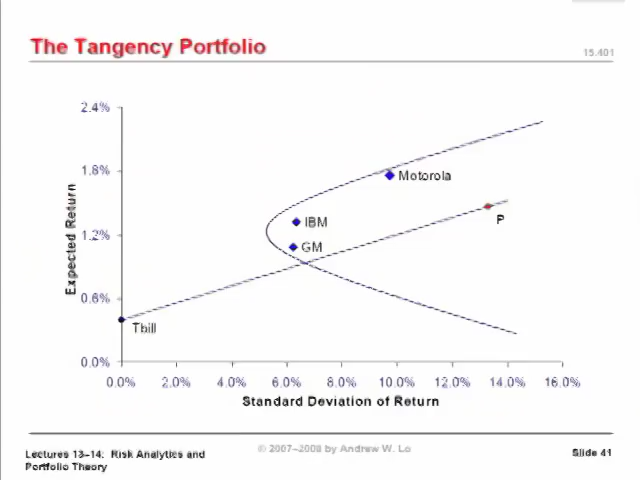 The Tangency Portfolio
15.401
2.4%
1.8%
1.2%
0.6%
0.0%
Expected Return
Motorola
IBM
GM
P
Tbill
0.0% 2.0% 4.0% 6.0% 8.0% 10.0% 12.0% 14.0% 16.0%
Standard Deviation of Return
Lectures 13–14: Risk Analytics and
Portfolio Theory
© 2007–2008 by Andrew W. Lo
Slide 41